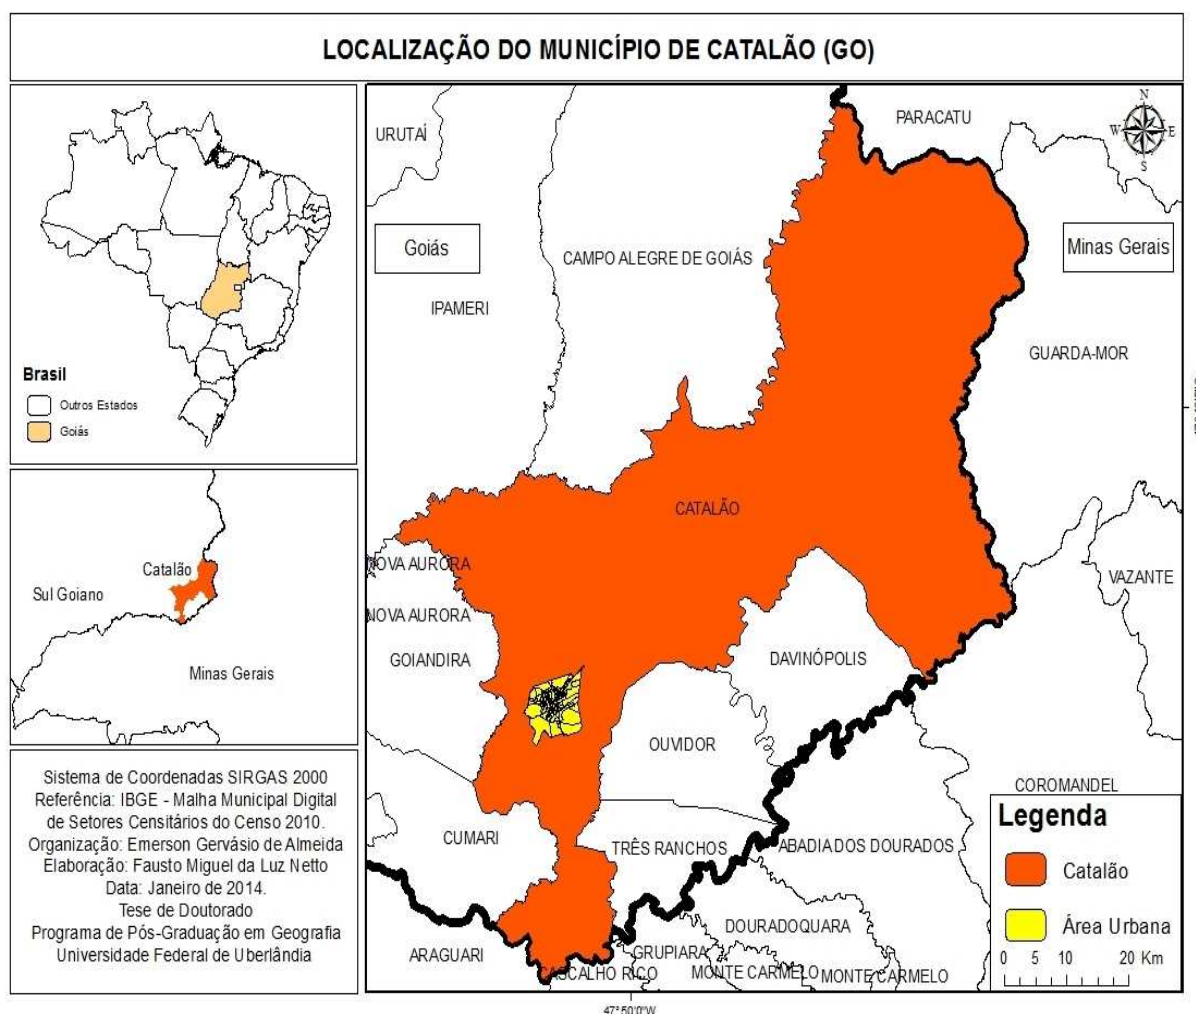 LOCALIZAÇÃO DO MUNICÍPIO DE CATALÃO (GO)
Brasil
Outros Estados
Goiás
Catalão
Sul Goiano
Minas Gerais
Sistema de Coordenadas SIRGAS 2000
Referência: IBGE - Malha Municipal Digital
de Setores Censitários do Censo 2010.
Organização: Emerson Gervásio de Almeida
Elaboração: Fausto Miguel da Luz Netto
Data: Janeiro de 2014.
Tese de Doutorado
Programa de Pós-Graduação em Geografia
Universidade Federal de Uberlândia
PARACATU
N
W
E
S
URUTAÍ
Goiás
Minas Gerais
CAMPO ALEGRE DE GOIÁS
IPAMERI
GUARDA-MOR
CATALÃO
NOVA AURORA
VAZANTE
NOVA AURORA
GOIANDIRA
DAVINÓPOLIS
OUVIDOR
COROMANDEL
CUMARI
TRÊS RANCHOS
ABADIA DOS DOURADOS
DOURADOQUARA
ARAGUARI
GRUPIARA
CASCALHO RICO
MONTE CARMELO
MONTE CARMELO
Legenda
Catalão
Área Urbana
0 5 10 20 Km
47°50'0"W